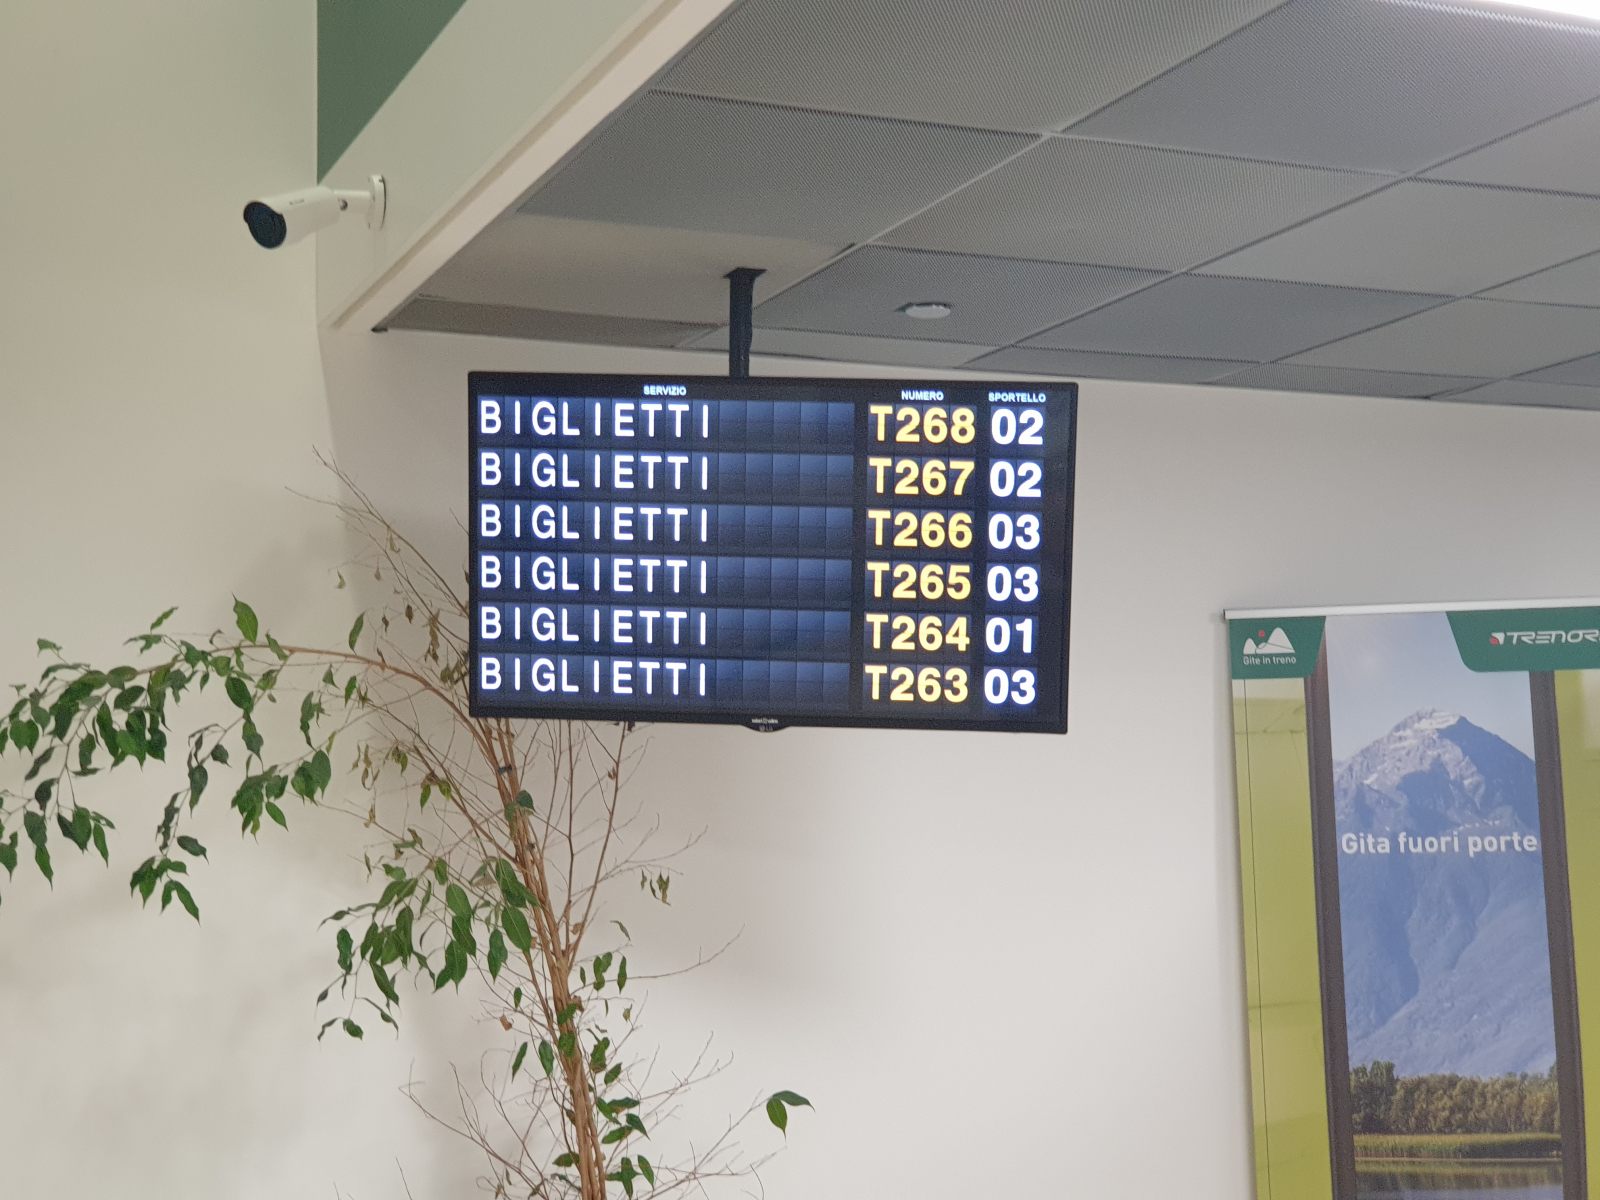 SERVIZIO NUMERO SPORTELLO
BIGLIETTI T268 02
BIGLIETTI T267 02
BIGLIETTI T266 03
BIGLIETTI T265 03
BIGLIETTI T264 01
BIGLIETTI T263 03
Gite in treno
TRENOR
Gita fuori porte